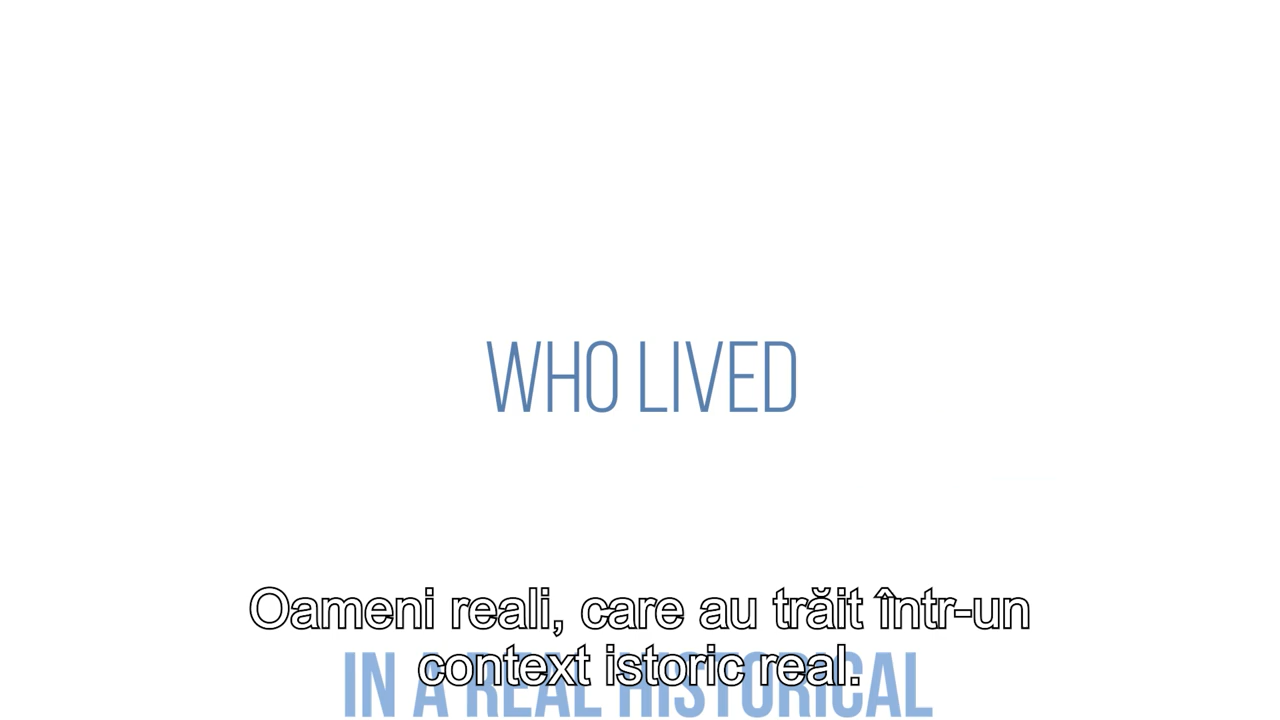 WHO LIVED
Oameni reali, care au trăit într-un
context istoric real.
IN A REAL HISTORICAL